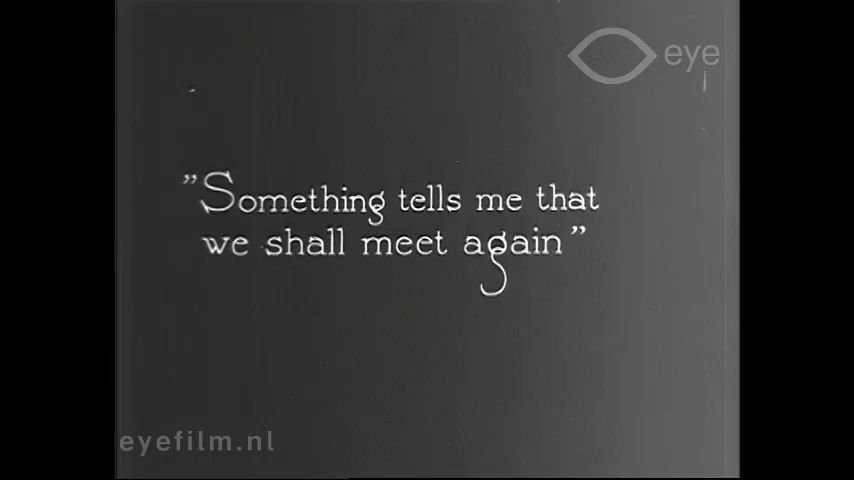 eye
”Something tells me that
we shall meet again”
eyefilm.nl